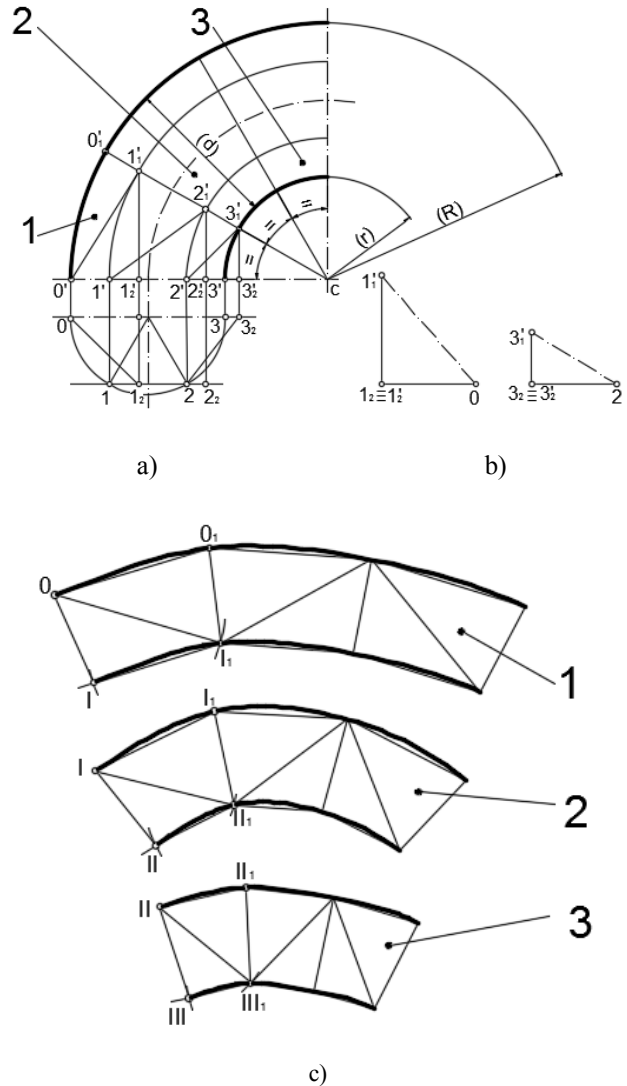 2
3
0'₁
1'₁
2'₁
3'₁
1
(d)
=
=
=
(r)
(R)
0'
1'
1'₂
2'
2'₂
3'
3'₂
c
0
3
3₂
1
1₂
2
2₂
1'₁
1₂≡1'₂
0
3'₁
3₂≡3'₂
2
a)
b)
0₁
0
I
I₁
1
I₁
I
II
II₁
2
II₁
II
III
III₁
3
c)